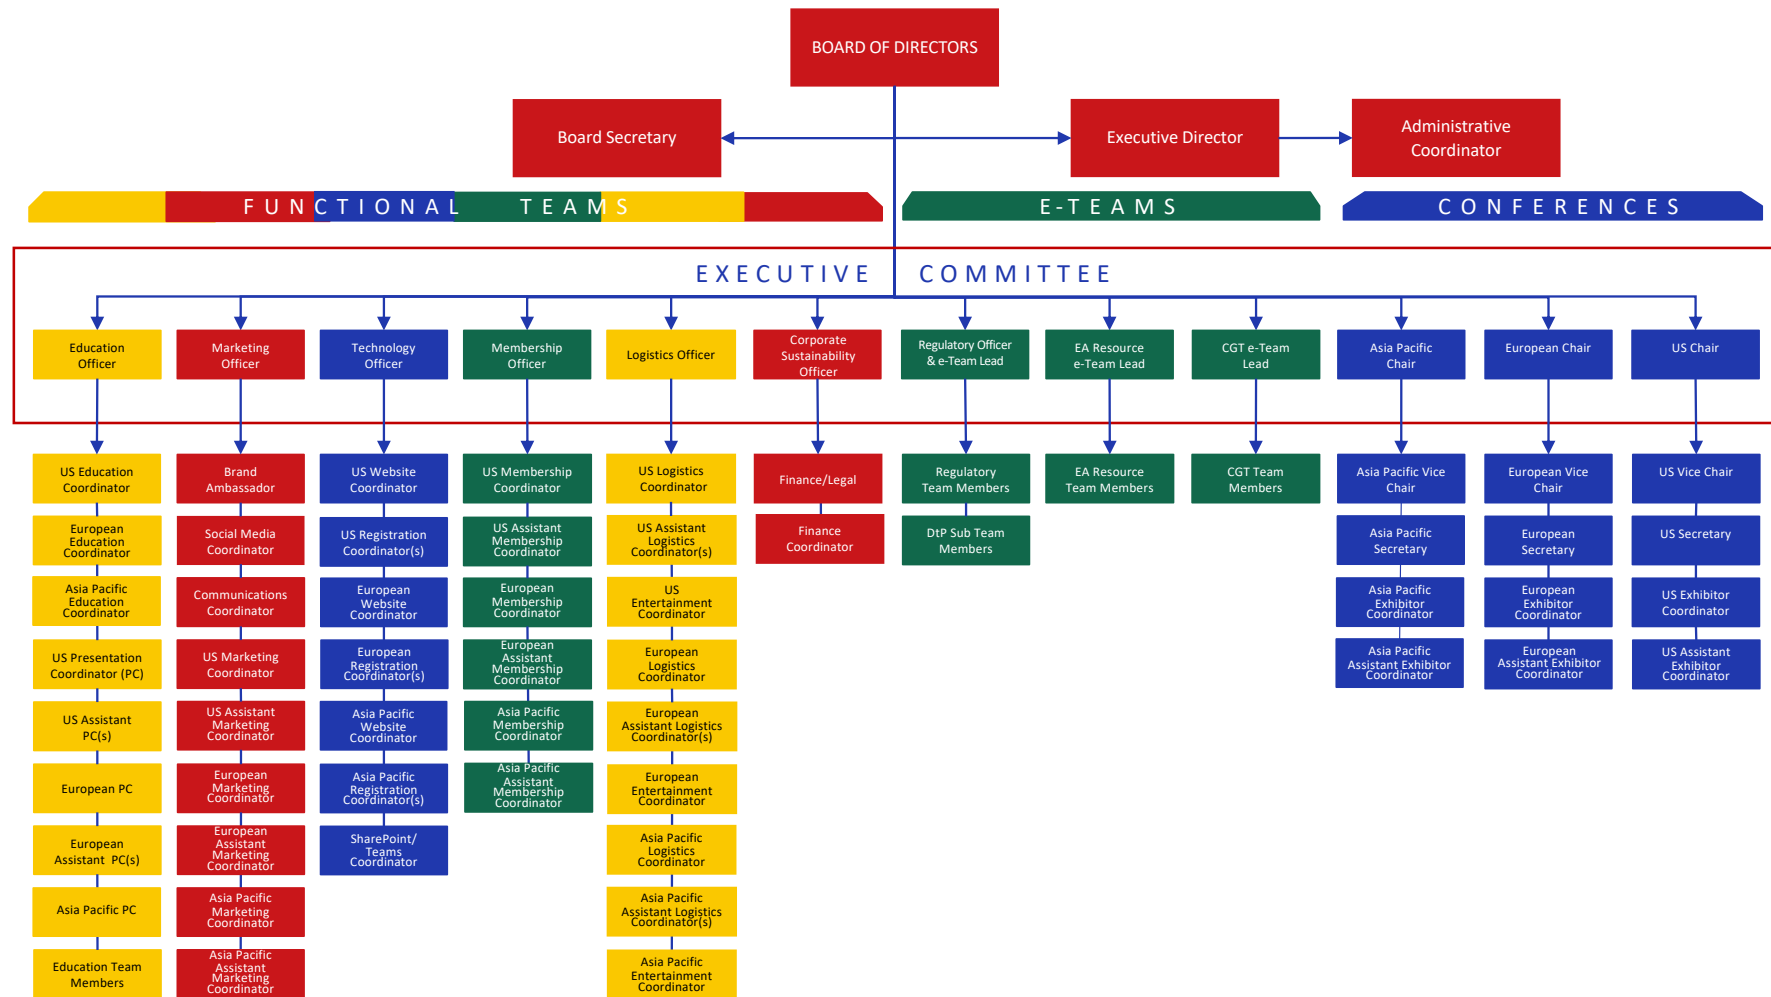 BOARD OF DIRECTORS
Board Secretary
Executive Director
Administrative
Coordinator
FUNCTIONAL TEAMS
E-TEAMS
CONFERENCES
EXECUTIVE COMMITTEE
Education
Officer
Marketing
Officer
Technology
Officer
Membership
Officer
Logistics Officer
Corporate
Sustainability
Officer
Regulatory Officer
& e-Team Lead
EA Resource
e-Team Lead
CGT e-Team
Lead
Asia Pacific
Chair
European Chair
US Chair
US Education
Coordinator
European
Education
Coordinator
Asia Pacific
Education
Coordinator
US Presentation
Coordinator (PC)
US Assistant
PC(s)
European PC
European
Assistant PC(s)
Asia Pacific PC
Education Team
Members
Brand
Ambassador
Social Media
Coordinator
Communications
Coordinator
US Marketing
Coordinator
US Assistant
Marketing
Coordinator
European
Marketing
Coordinator
European
Assistant
Marketing
Coordinator
Asia Pacific
Marketing
Coordinator
Asia Pacific
Assistant
Marketing
Coordinator
US Website
Coordinator
US Registration
Coordinator(s)
European
Website
Coordinator
European
Registration
Coordinator(s)
Asia Pacific
Website
Coordinator
Asia Pacific
Registration
Coordinator(s)
SharePoint/
Teams
Coordinator
US Membership
Coordinator
US Assistant
Membership
Coordinator
European
Membership
Coordinator
European
Assistant
Membership
Coordinator
Asia Pacific
Membership
Coordinator
Asia Pacific
Assistant
Membership
Coordinator
US Logistics
Coordinator
US Assistant
Logistics
Coordinator(s)
US
Entertainment
Coordinator
European
Logistics
Coordinator
European
Assistant Logistics
Coordinator(s)
European
Entertainment
Coordinator
Asia Pacific
Logistics
Coordinator
Asia Pacific
Assistant Logistics
Coordinator(s)
Asia Pacific
Entertainment
Coordinator
Finance/Legal
Finance
Coordinator
Regulatory
Team Members
DtP Sub Team
Members
EA Resource
Team Members
CGT Team
Members
Asia Pacific Vice
Chair
Asia Pacific
Secretary
Asia Pacific
Exhibitor
Coordinator
Asia Pacific
Assistant Exhibitor
Coordinator
European Vice
Chair
European
Secretary
European
Exhibitor
Coordinator
European
Assistant Exhibitor
Coordinator
US Vice Chair
US Secretary
US Exhibitor
Coordinator
US Assistant
Exhibitor
Coordinator